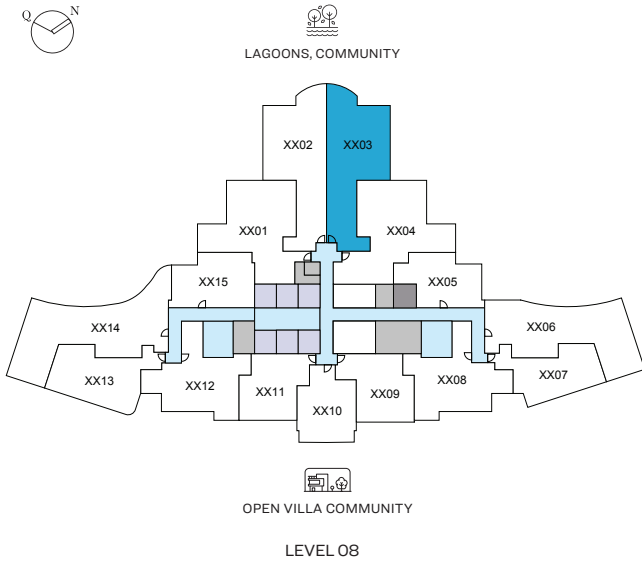 Q N
LAGOONS, COMMUNITY
XX02 XX03
XX01 XX04
XX15 XX05
XX14 XX06
XX13 XX12 XX11 XX10 XX09 XX08 XX07
OPEN VILLA COMMUNITY
LEVEL 08